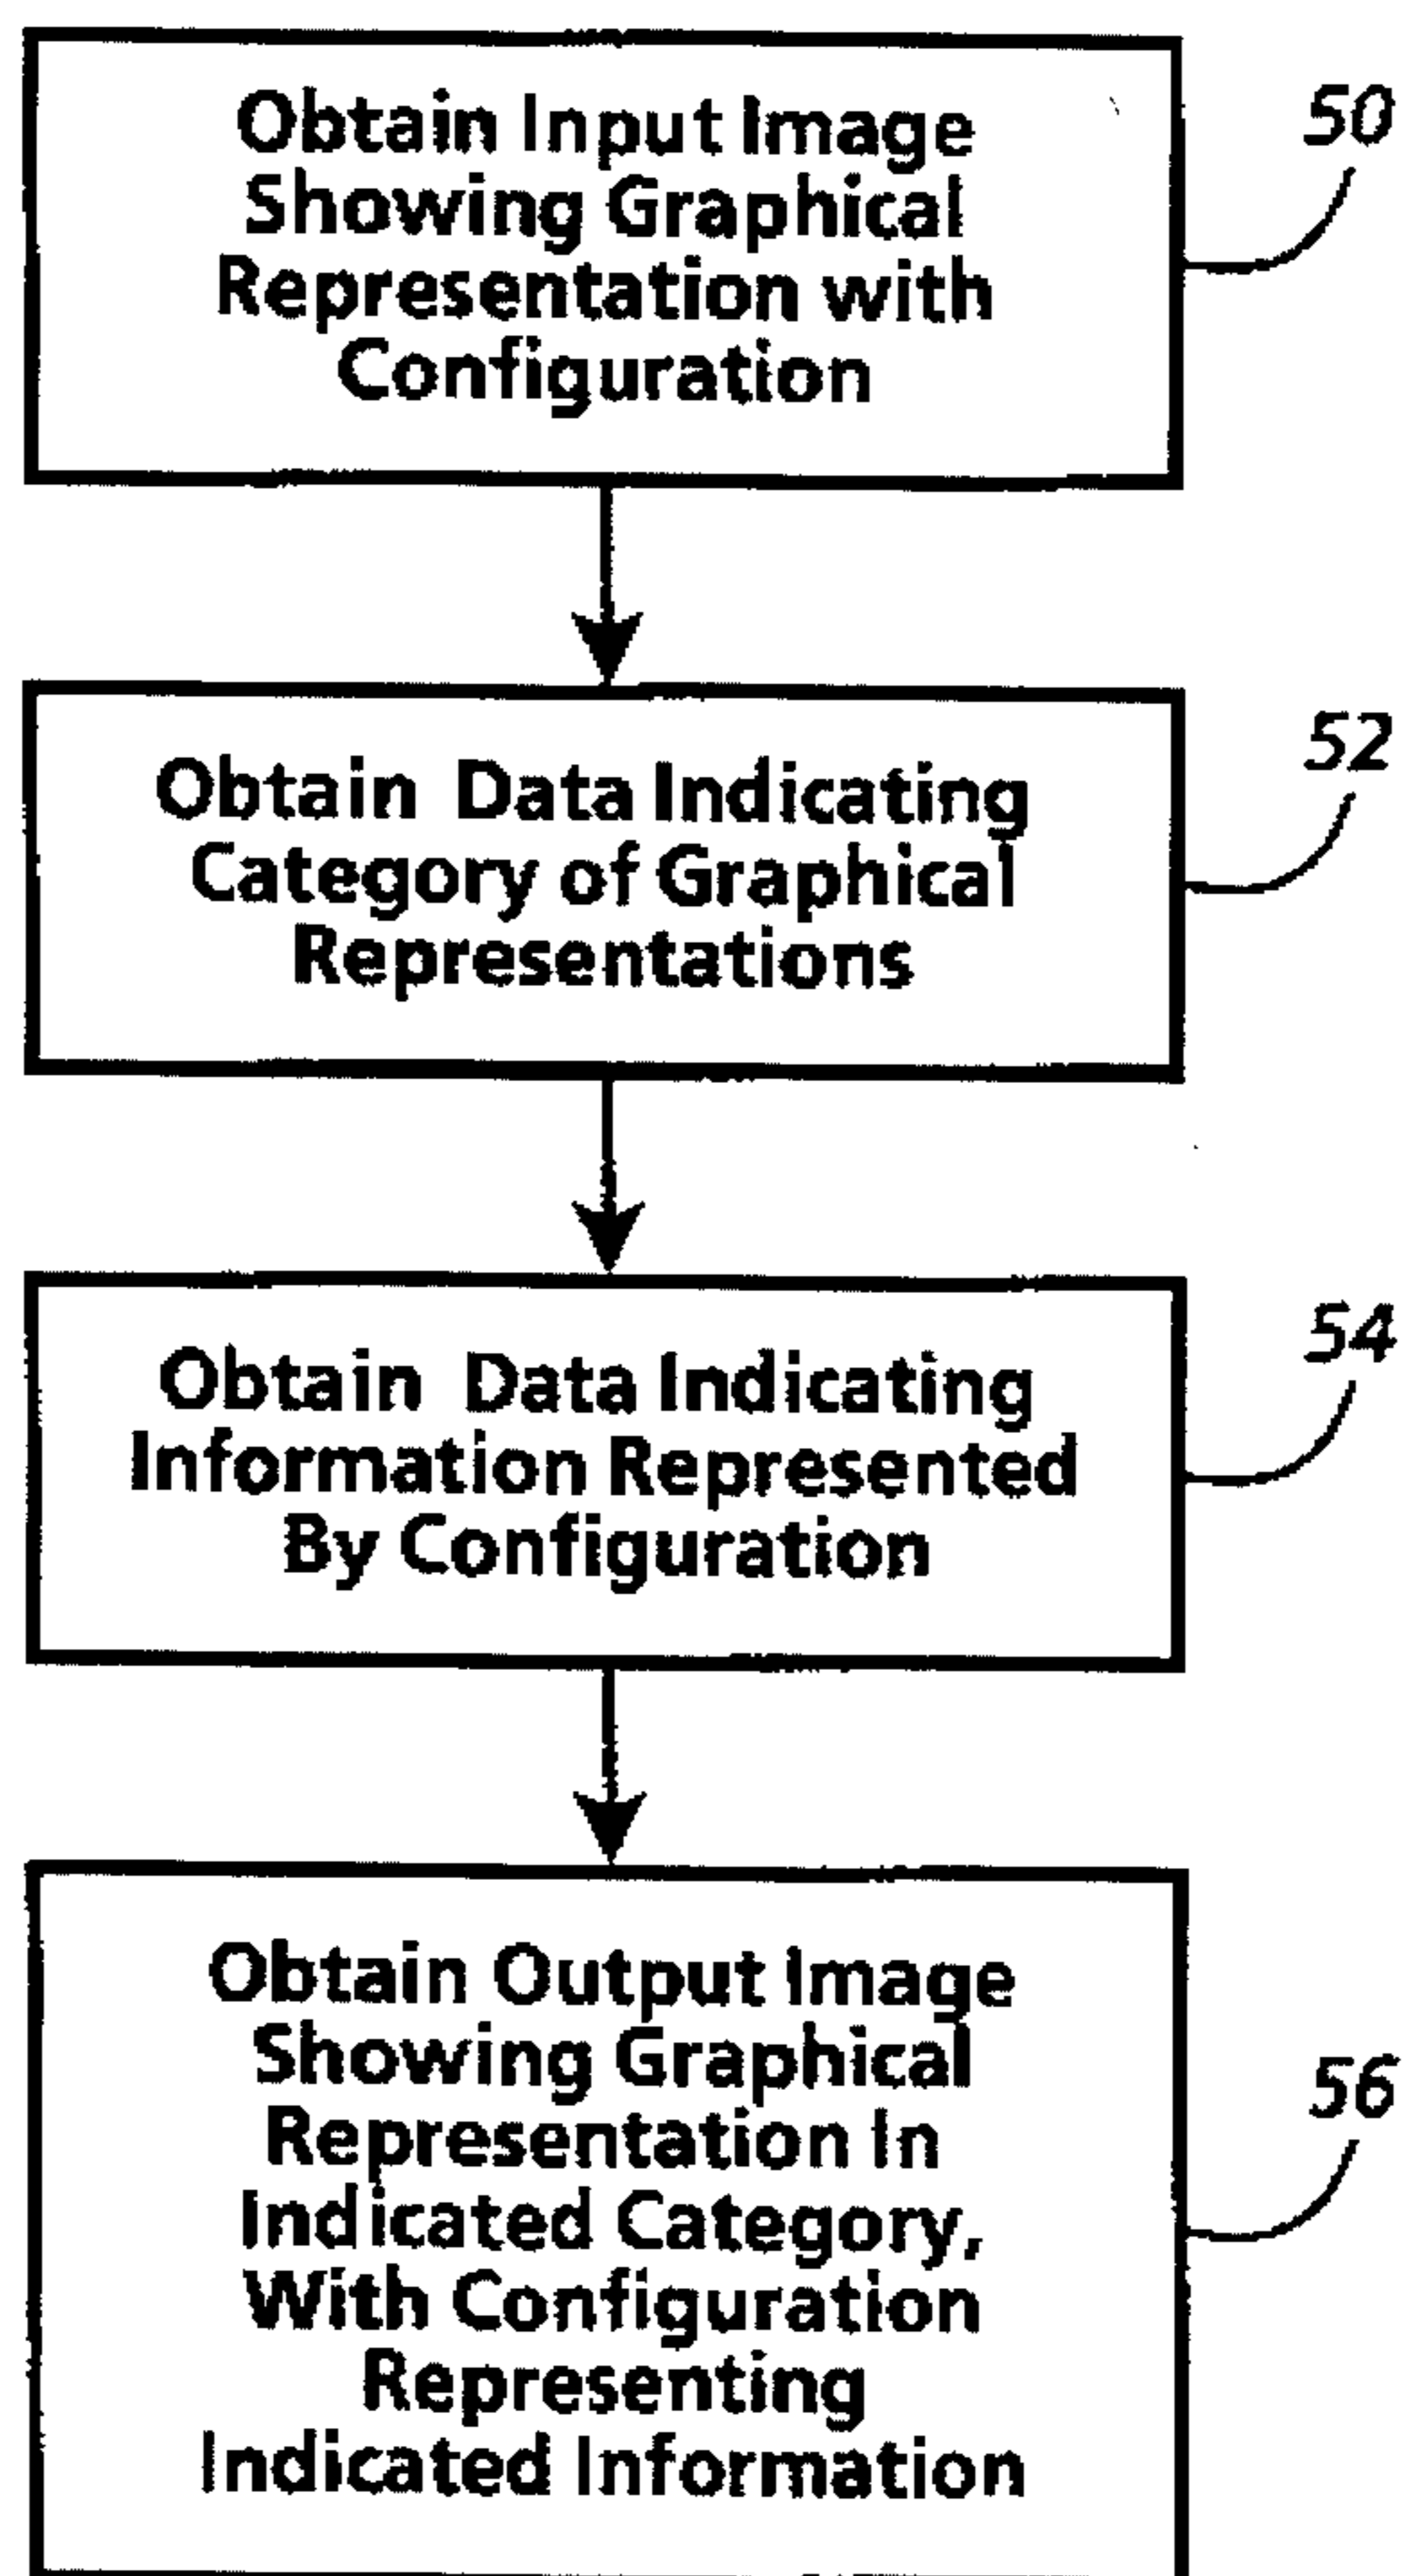 Obtain Input Image
Showing Graphical
Representation with
Configuration
50
Obtain Data Indicating
Category of Graphical
Representations
52
Obtain Data Indicating
Information Represented
By Configuration
54
Obtain Output Image
Showing Graphical
Representation In
Indicated Category,
With Configuration
Representing
Indicated Information
56